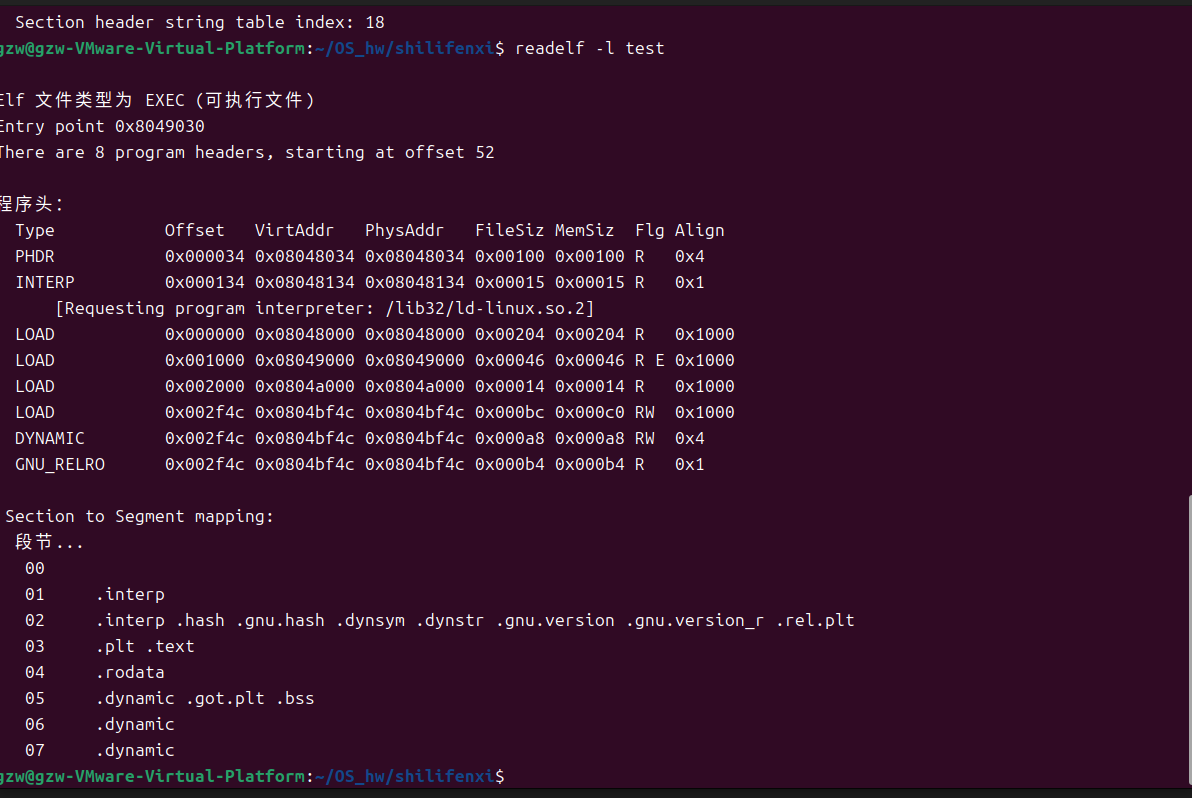 Section header string table index: 18
gzw@gzw-VMware-Virtual-Platform:~/OS_hw/shilifenxi$ readelf -l test
Elf 文件类型为 EXEC (可执行文件)
Entry point 0x8049030
There are 8 program headers, starting at offset 52
程序头：
Type Offset VirtAddr PhysAddr FileSiz MemSiz Flg Align
PHDR 0x000034 0x08048034 0x08048034 0x00100 0x00100 R 0x4
INTERP 0x000134 0x08048134 0x08048134 0x00015 0x00015 R 0x1
[Requesting program interpreter: /lib32/ld-linux.so.2]
LOAD 0x000000 0x08048000 0x08048000 0x00204 0x00204 R 0x1000
LOAD 0x001000 0x08049000 0x08049000 0x00046 0x00046 R E 0x1000
LOAD 0x002000 0x0804a000 0x0804a000 0x00014 0x00014 R 0x1000
LOAD 0x002f4c 0x0804bf4c 0x0804bf4c 0x000bc 0x000c0 RW 0x1000
DYNAMIC 0x002f4c 0x0804bf4c 0x0804bf4c 0x000a8 0x000a8 RW 0x4
GNU_RELRO 0x002f4c 0x0804bf4c 0x0804bf4c 0x000b4 0x000b4 R 0x1
Section to Segment mapping:
段节...
00
01 .interp
02 .interp .hash .gnu.hash .dynsym .dynstr .gnu.version .gnu.version_r .rel.plt
03 .plt .text
04 .rodata
05 .dynamic .got.plt .bss
06 .dynamic
07 .dynamic
gzw@gzw-VMware-Virtual-Platform:~/OS_hw/shilifenxi$